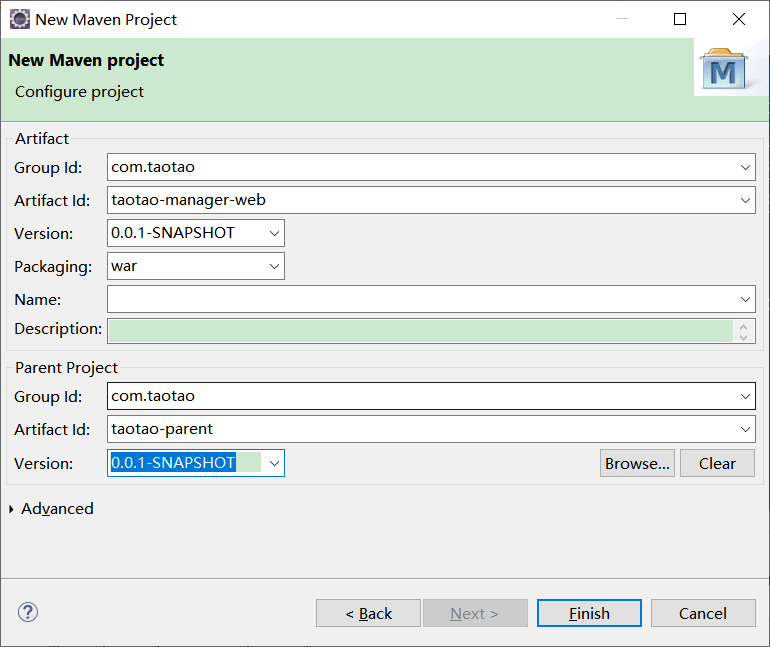 New Maven Project
New Maven project
Configure project
M
Artifact
Group Id: com.taotao
Artifact Id: taotao-manager-web
Version: 0.0.1-SNAPSHOT
Packaging: war
Name:
Description:
Parent Project
Group Id: com.taotao
Artifact Id: taotao-parent
Version: 0.0.1-SNAPSHOT Browse... Clear
Advanced
? < Back Next > Finish Cancel